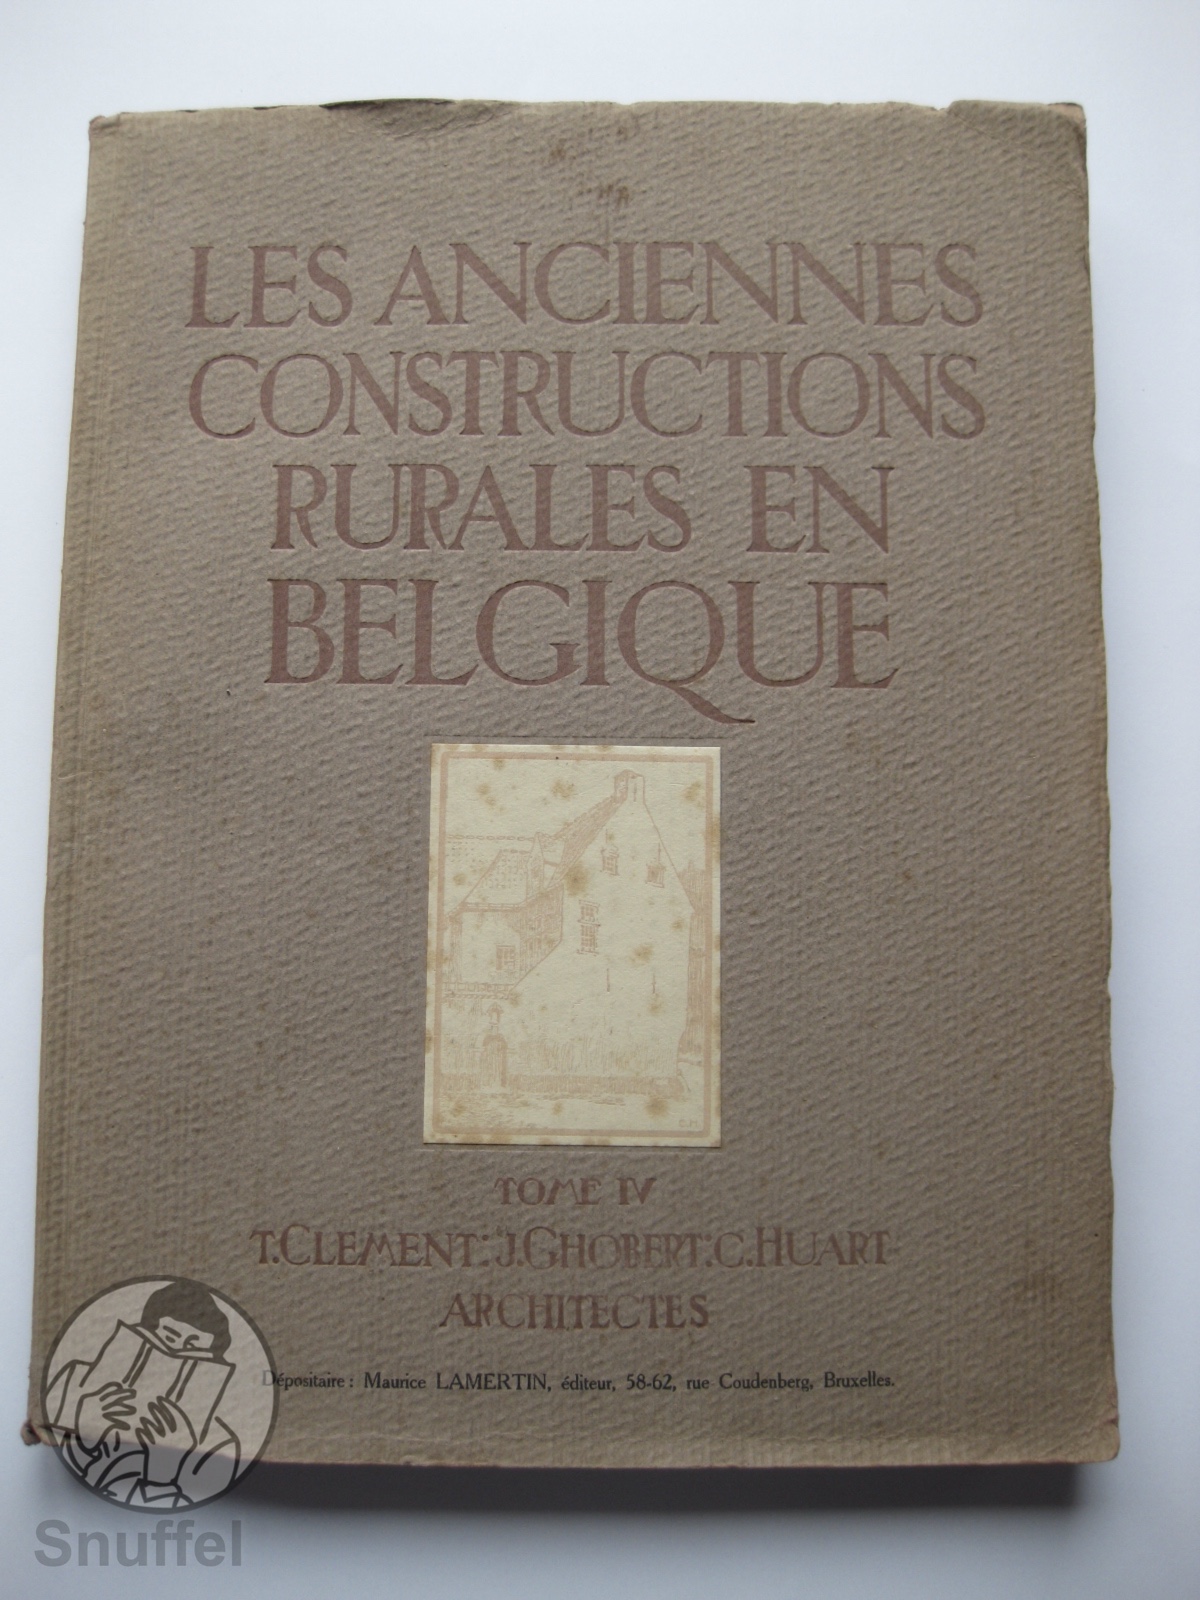 LES ANCIENNES
CONSTRUCTIONS
RURALES EN
BELGIQUE
TOME IV
T. CLEMENT: J. GHOBERT: C. HUART
ARCHITECTES
Dépositaire: Maurice LAMERTIN, éditeur, 58-62, rue Coudenberg, Bruxelles.
Snuffel